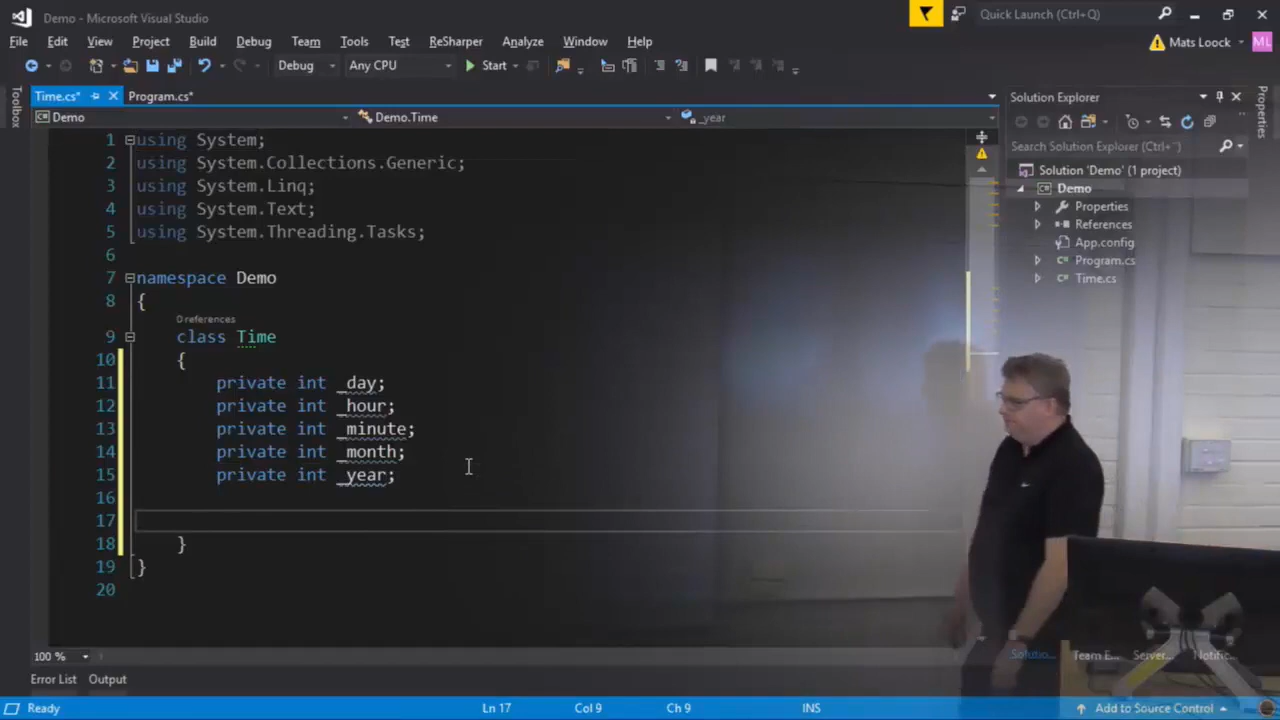 Demo - Microsoft Visual Studio
Quick Launch (Ctrl+Q)
File Edit View Project Build Debug Team Tools Test ReSharper Analyze Window Help
Mats Loock ML
Debug Any CPU Start
Toolbox
Time.cs* Program.cs*
Demo Demo.Time _year
Solution Explorer
Search Solution Explorer (Ctrl+¨)
Solution 'Demo' (1 project)
Demo
Properties
References
App.config
Program.cs
Time.cs
Properties
1 using System;
2 using System.Collections.Generic;
3 using System.Linq;
4 using System.Text;
5 using System.Threading.Tasks;
6
7 namespace Demo
8 {
0 references
9 class Time
10 {
11 private int _day;
12 private int _hour;
13 private int _minute;
14 private int _month;
15 private int _year;
16
17
18 }
19 }
20
100 %
Solutio... Team E... Server... Notific...
Error List Output
Ready Ln 17 Col 9 Ch 9 INS Add to Source Control